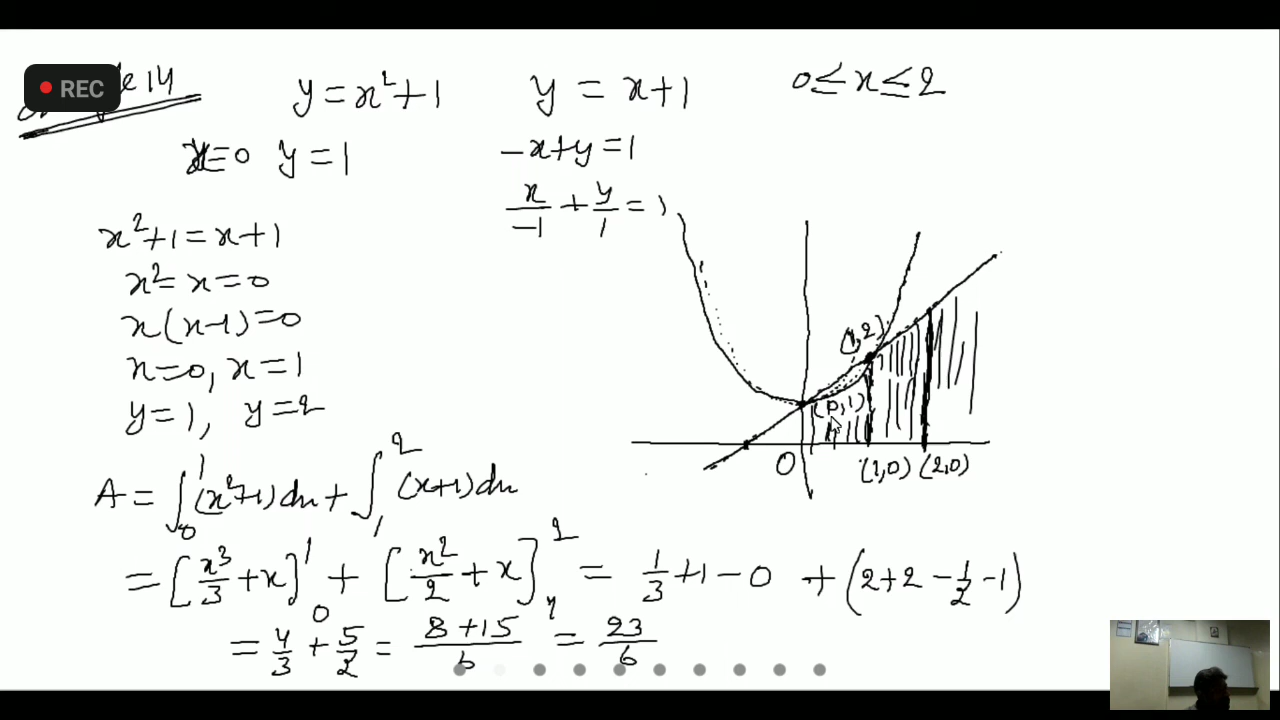 REC
14
y = x²+1 y = x+1 0≤x≤2
x=0 y=1 -x+y=1
x/-1 + y/1 = 1
x²+1 = x+1
x²-x=0
x(x-1)=0
x=0, x=1
y=1, y=2
(1,2)
(0,1)
O (1,0) (2,0)
A = ∫₀¹(x²+1)dx + ∫₁²(x+1)dx
= [x³/3 + x]₀¹ + [x²/2 + x]₁² = 1/3 + 1 - 0 + (2+2-1/2-1)
= 4/3 + 5/2 = 8+15/6 = 23/6